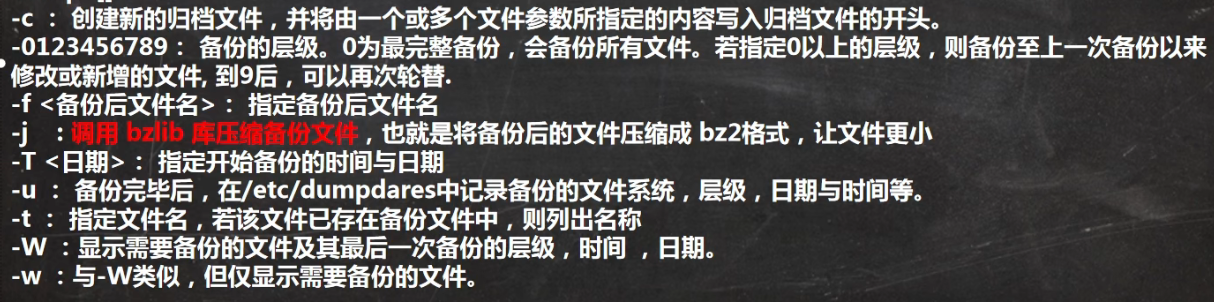 -c ： 创建新的归档文件，并将由一个或多个文件参数所指定的内容写入归档文件的开头。
-0123456789： 备份的层级。0为最完整备份，会备份所有文件。若指定0以上的层级，则备份至上一次备份以来
修改或新增的文件, 到9后，可以再次轮替.
-f <备份后文件名>： 指定备份后文件名
-j ：调用 bzlib 库压缩备份文件，也就是将备份后的文件压缩成 bz2格式，让文件更小
-T <日期>： 指定开始备份的时间与日期
-u ： 备份完毕后，在/etc/dumpdares中记录备份的文件系统，层级，日期与时间等。
-t ： 指定文件名，若该文件已存在备份文件中，则列出名称
-W ：显示需要备份的文件及其最后一次备份的层级，时间 ，日期。
-w ：与-W类似，但仅显示需要备份的文件。